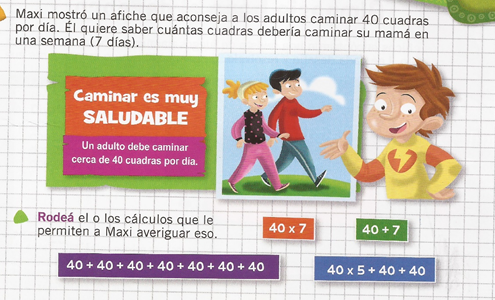 Maxi mostró un afiche que aconseja a los adultos caminar 40 cuadras
por día. Él quiere saber cuántas cuadras debería caminar su mamá en
una semana (7 días).
Caminar es muy
SALUDABLE
Un adulto debe caminar
cerca de 40 cuadras por día.
Rodeá el o los cálculos que le
permiten a Maxi averiguar eso.
40 x 7
40 + 7
40 + 40 + 40 + 40 + 40 + 40 + 40
40 x 5 + 40 + 40